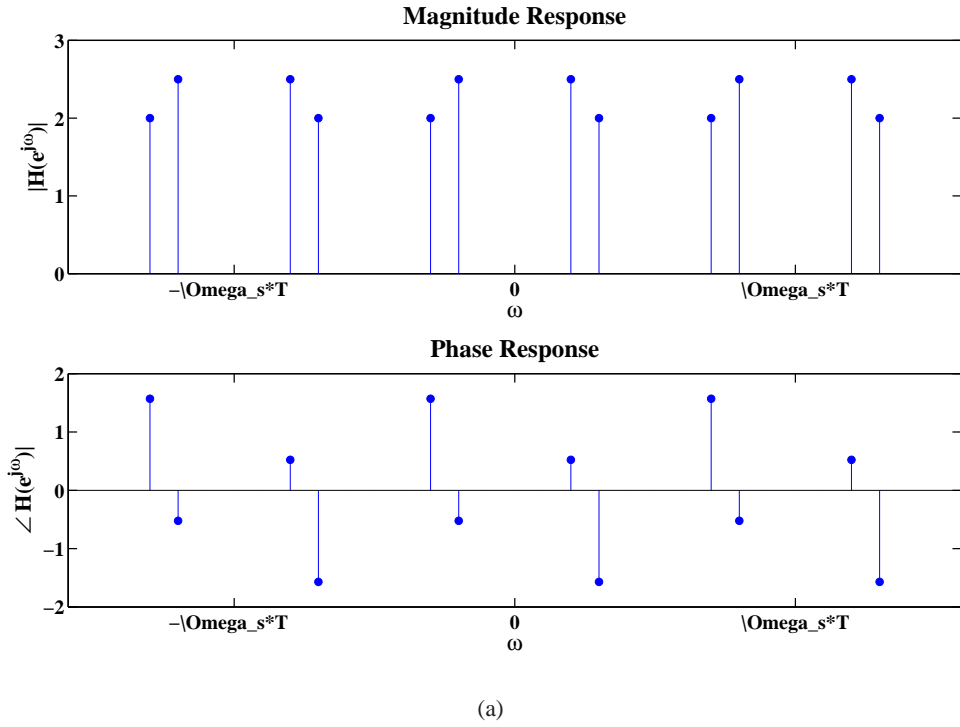 Magnitude Response
3
2
1
0
|H(e^jω)|
−\Omega_s*T
0
\Omega_s*T
ω
Phase Response
2
1
0
−1
−2
∠H(e^jω)|
−\Omega_s*T
0
\Omega_s*T
ω
(a)